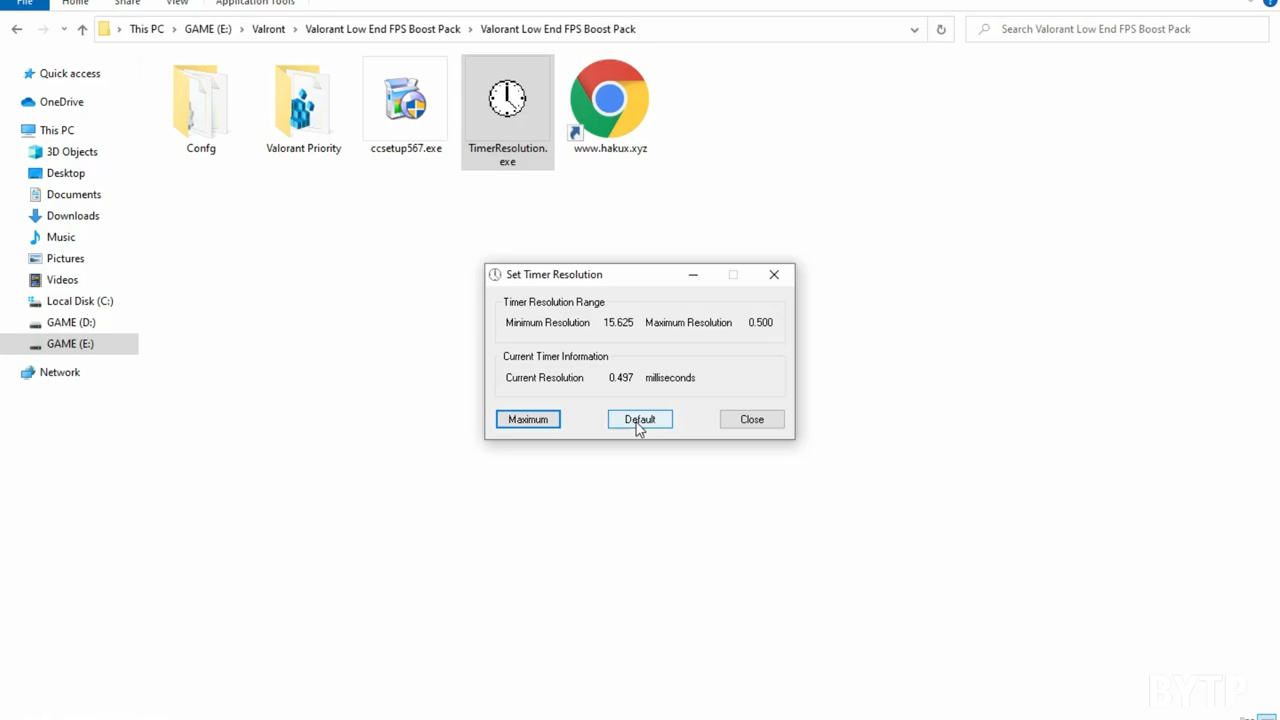 File Home Share View Application Tools
This PC GAME (E:) Valront Valorant Low End FPS Boost Pack Valorant Low End FPS Boost Pack Search Valorant Low End FPS Boost Pack
Quick access
OneDrive
This PC
3D Objects
Desktop
Documents
Downloads
Music
Pictures
Videos
Local Disk (C:)
GAME (D:)
GAME (E:)
Network
Confg
Valorant Priority
ccsetup567.exe
TimerResolution.
exe
www.hakux.xyz
Set Timer Resolution
Timer Resolution Range
Minimum Resolution 15.625 Maximum Resolution 0.500
Current Timer Information
Current Resolution 0.497 milliseconds
Maximum Default Close
BYTP